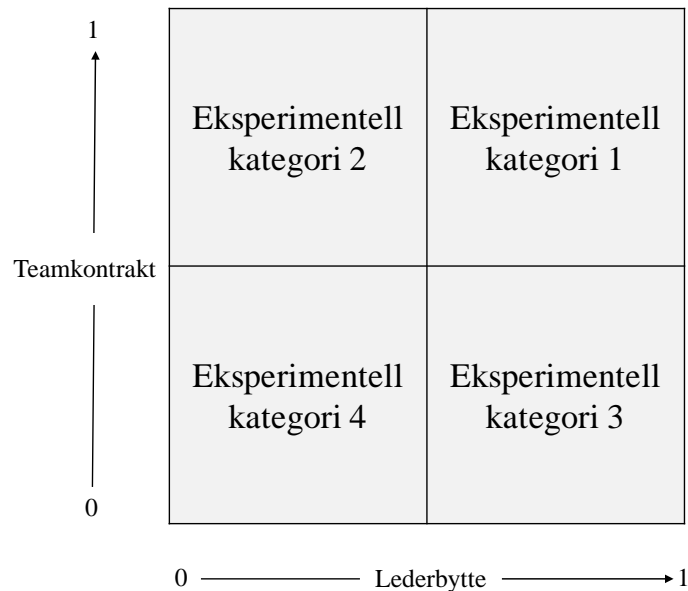 1
Eksperimentell
kategori 2
Eksperimentell
kategori 1
Teamkontrakt
Eksperimentell
kategori 4
Eksperimentell
kategori 3
0
0
Lederbytte
1